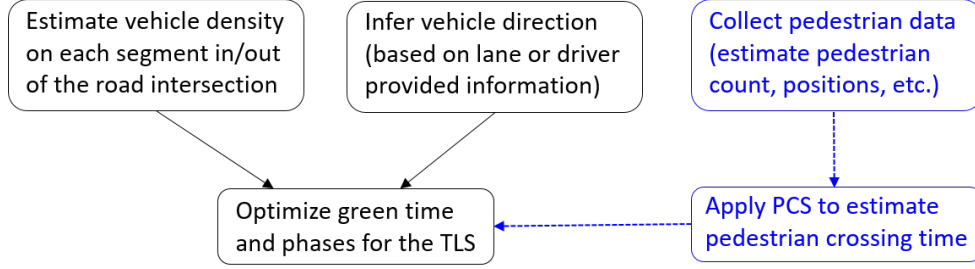 Estimate vehicle density
on each segment in/out
of the road intersection
Infer vehicle direction
(based on lane or driver
provided information)
Collect pedestrian data
(estimate pedestrian
count, positions, etc.)
Optimize green time
and phases for the TLS
Apply PCS to estimate
pedestrian crossing time